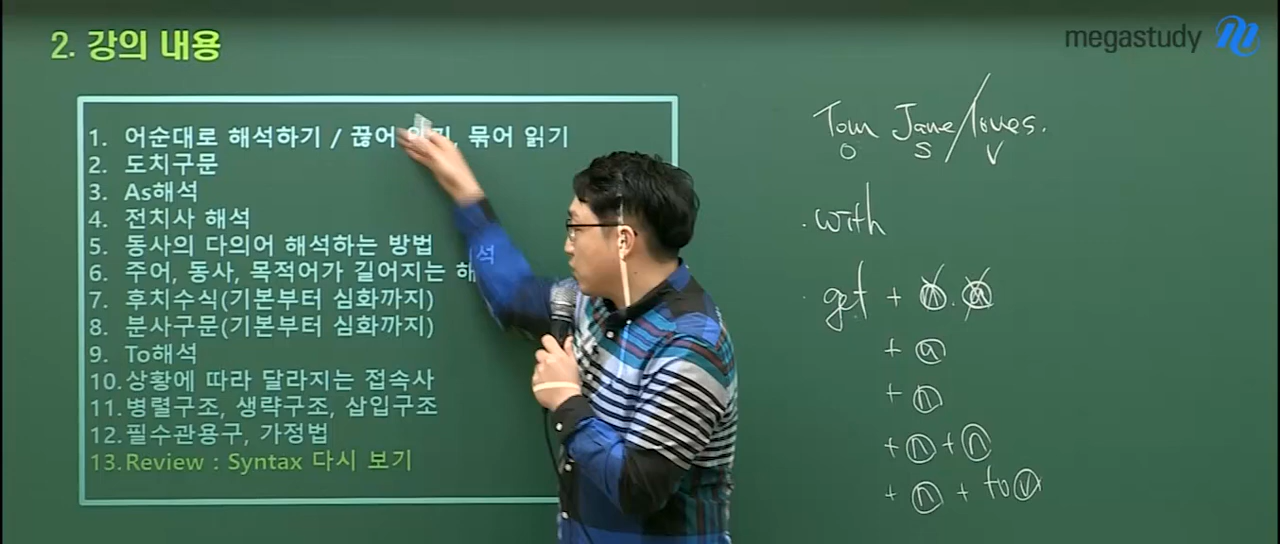 2. 강의 내용
megastudy
1. 어순대로 해석하기 / 끊어 읽기, 묶어 읽기
2. 도치구문
3. As해석
4. 전치사 해석
5. 동사의 다의어 해석하는 방법
6. 주어, 동사, 목적어가 길어지는 해석
7. 후치수식(기본부터 심화까지)
8. 분사구문(기본부터 심화까지)
9. To해석
10. 상황에 따라 달라지는 접속사
11. 병렬구조, 생략구조, 삽입구조
12. 필수관용구, 가정법
13. Review : Syntax 다시 보기
Tom Jane/loves.
O S V
. with
. get + n . a
+ a
+ n
+ n + n
+ n + to v